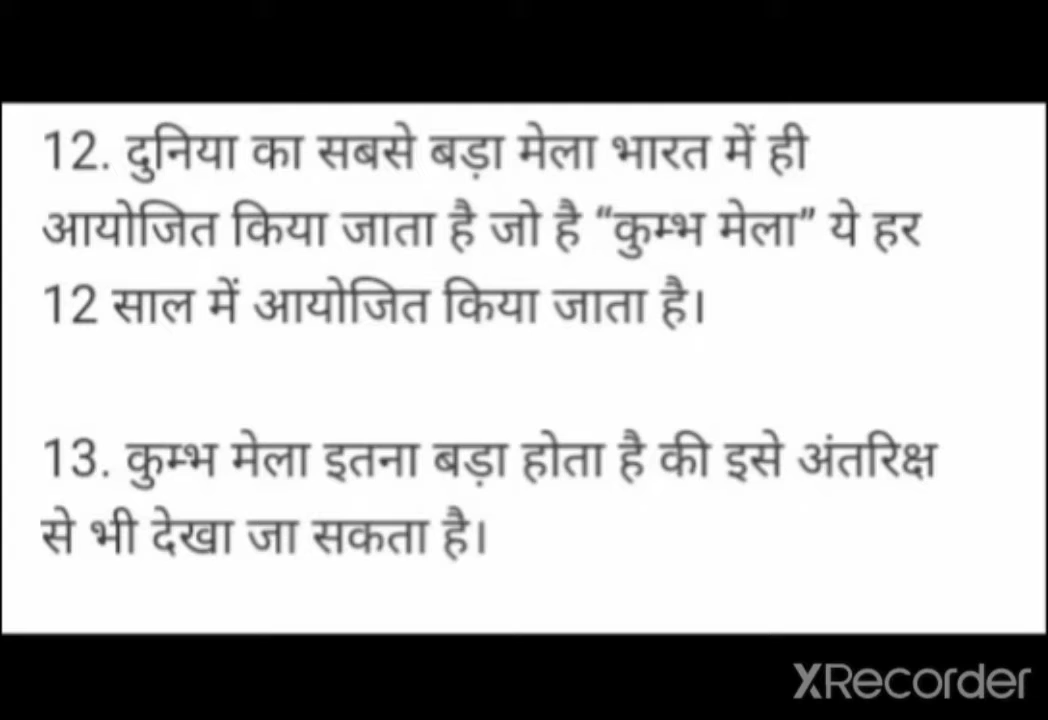 12. दुनिया का सबसे बड़ा मेला भारत में ही
आयोजित किया जाता है जो है “कुम्भ मेला” ये हर
12 साल में आयोजित किया जाता है।
13. कुम्भ मेला इतना बड़ा होता है की इसे अंतरिक्ष
से भी देखा जा सकता है।
XRecorder